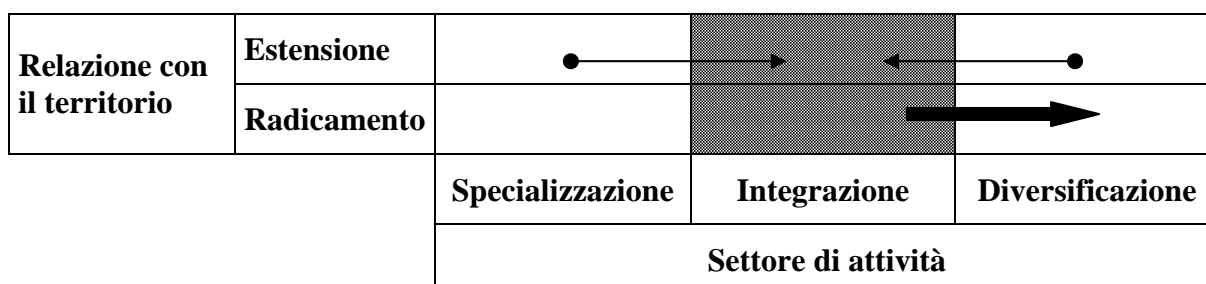 Relazione con
il territorio
Estensione
Radicamento
Specializzazione
Integrazione
Diversificazione
Settore di attività